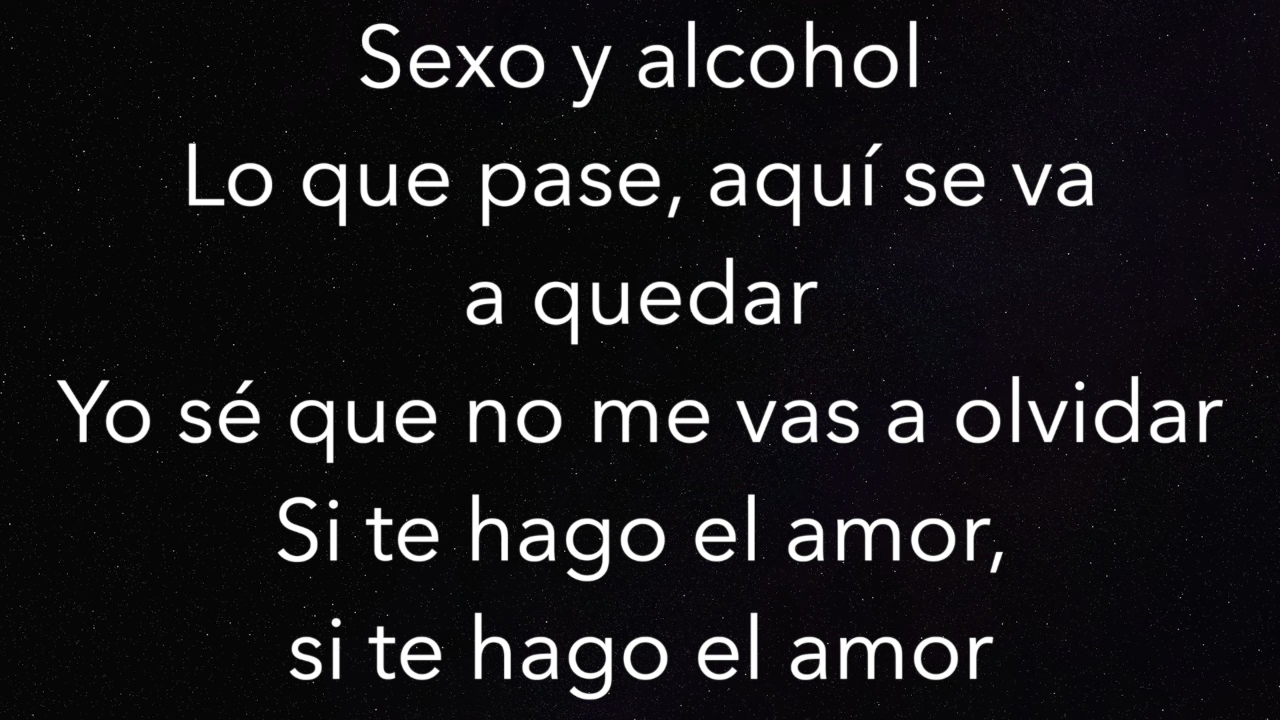 Sexo y alcohol
Lo que pase, aquí se va
a quedar
Yo sé que no me vas a olvidar
Si te hago el amor,
si te hago el amor